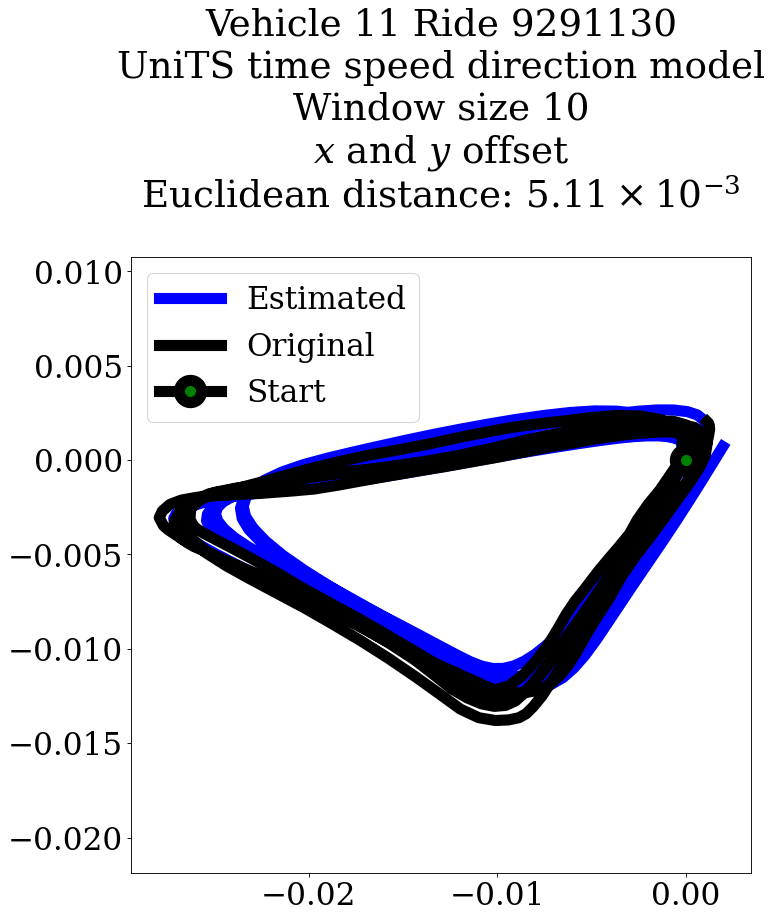 Vehicle 11 Ride 9291130
UniTS time speed direction model
Window size 10
x and y offset
Euclidean distance: 5.11 × 10⁻³
0.010
0.005
0.000
−0.005
−0.010
−0.015
−0.020
Estimated
Original
Start
−0.02
−0.01
0.00